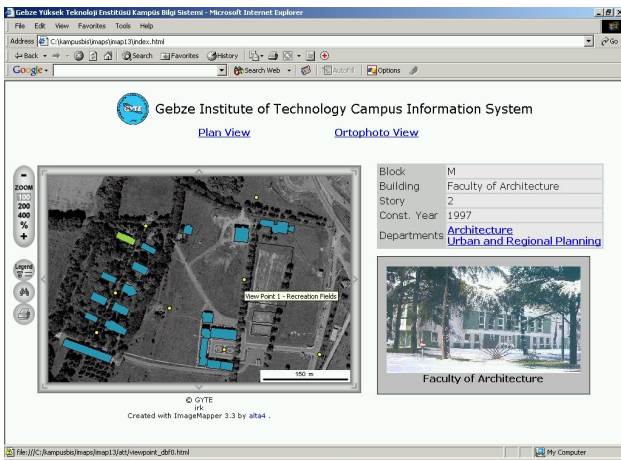 Gebze Yüksek Teknoloji Enstitüsü Kampüs Bilgi Sistemi - Microsoft Internet Explorer
File Edit View Favorites Tools Help
Address C:\kampusbis\imaps\imap13\index.html Go
Back Search Favorites History
Google Search Web AutoFill Options
GYTE
Gebze Institute of Technology Campus Information System
Plan View Ortophoto View
ZOOM
100
200
400
%
Legend
View Point 1 - Recreation Fields
150 m
Block M
Building Faculty of Architecture
Story 2
Const. Year 1997
Departments Architecture
Urban and Regional Planning
Faculty of Architecture
© GYTE
irk
Created with ImageMapper 3.3 by alta4 .
file:///C:/kampusbis/imaps/imap13/att/viewpoint_dbf0.html My Computer